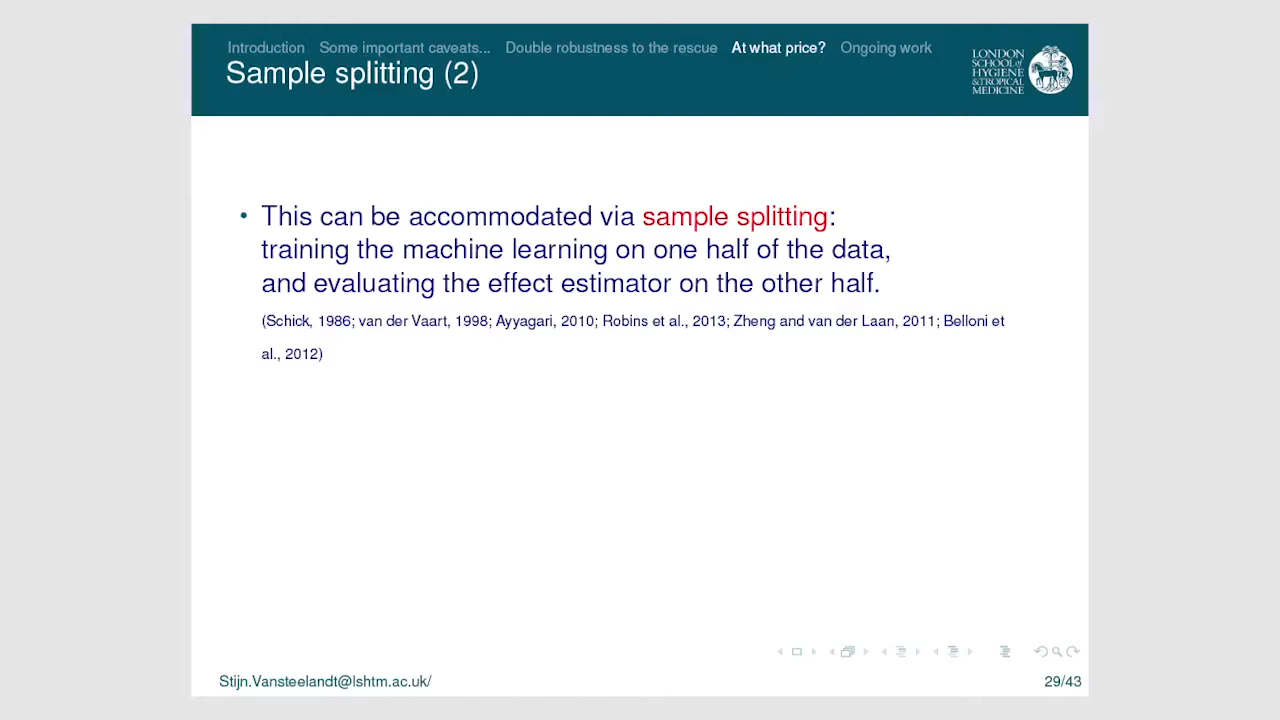 Introduction Some important caveats... Double robustness to the rescue At what price? Ongoing work
Sample splitting (2)
LONDON
SCHOOL of
HYGIENE
& TROPICAL
MEDICINE
• This can be accommodated via sample splitting:
training the machine learning on one half of the data,
and evaluating the effect estimator on the other half.
(Schick, 1986; van der Vaart, 1998; Ayyagari, 2010; Robins et al., 2013; Zheng and van der Laan, 2011; Belloni et
al., 2012)
Stijn.Vansteelandt@lshtm.ac.uk/ 29/43